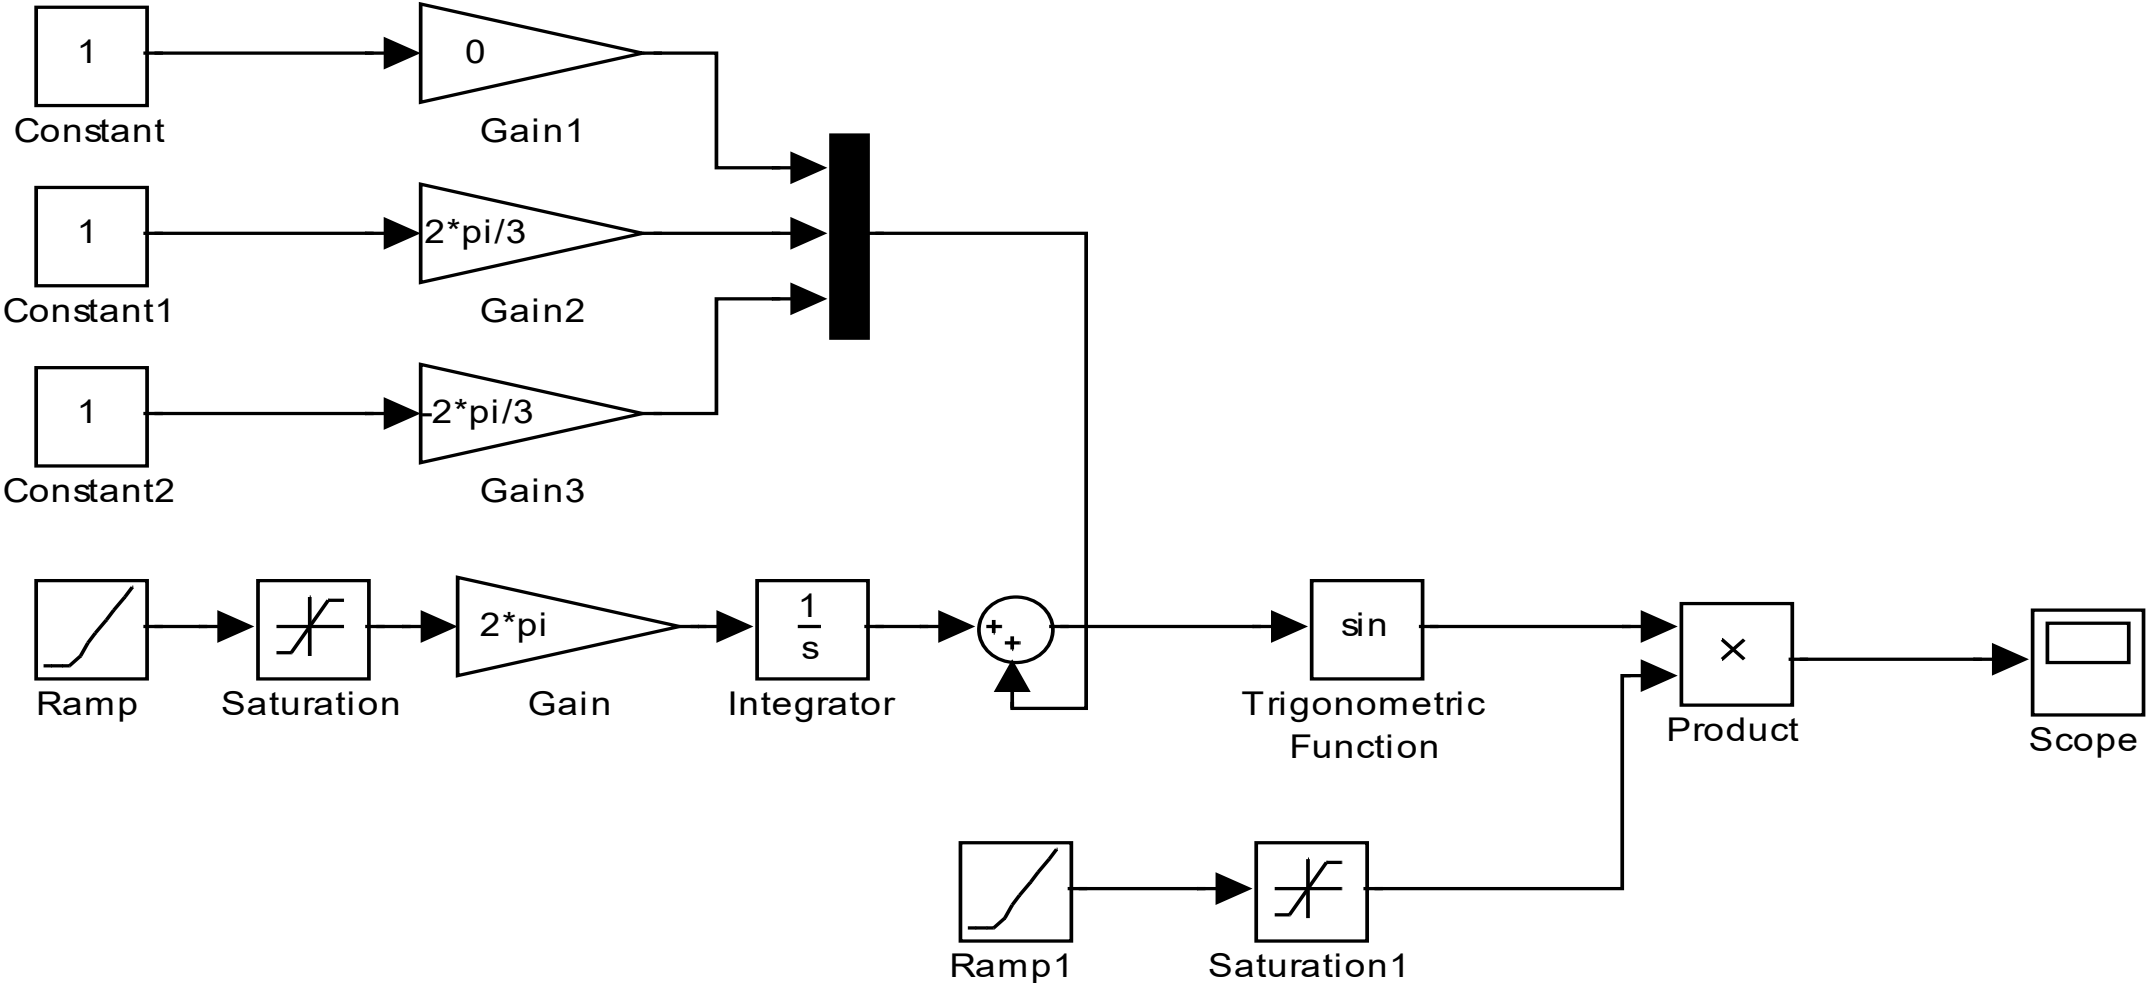 1
0
Constant
Gain1
1
2*pi/3
Constant1
Gain2
1
-2*pi/3
Constant2
Gain3
Ramp
Saturation
2*pi
Gain
1
s
Integrator
+
+
sin
Trigonometric
Function
×
Product
Scope
Ramp1
Saturation1